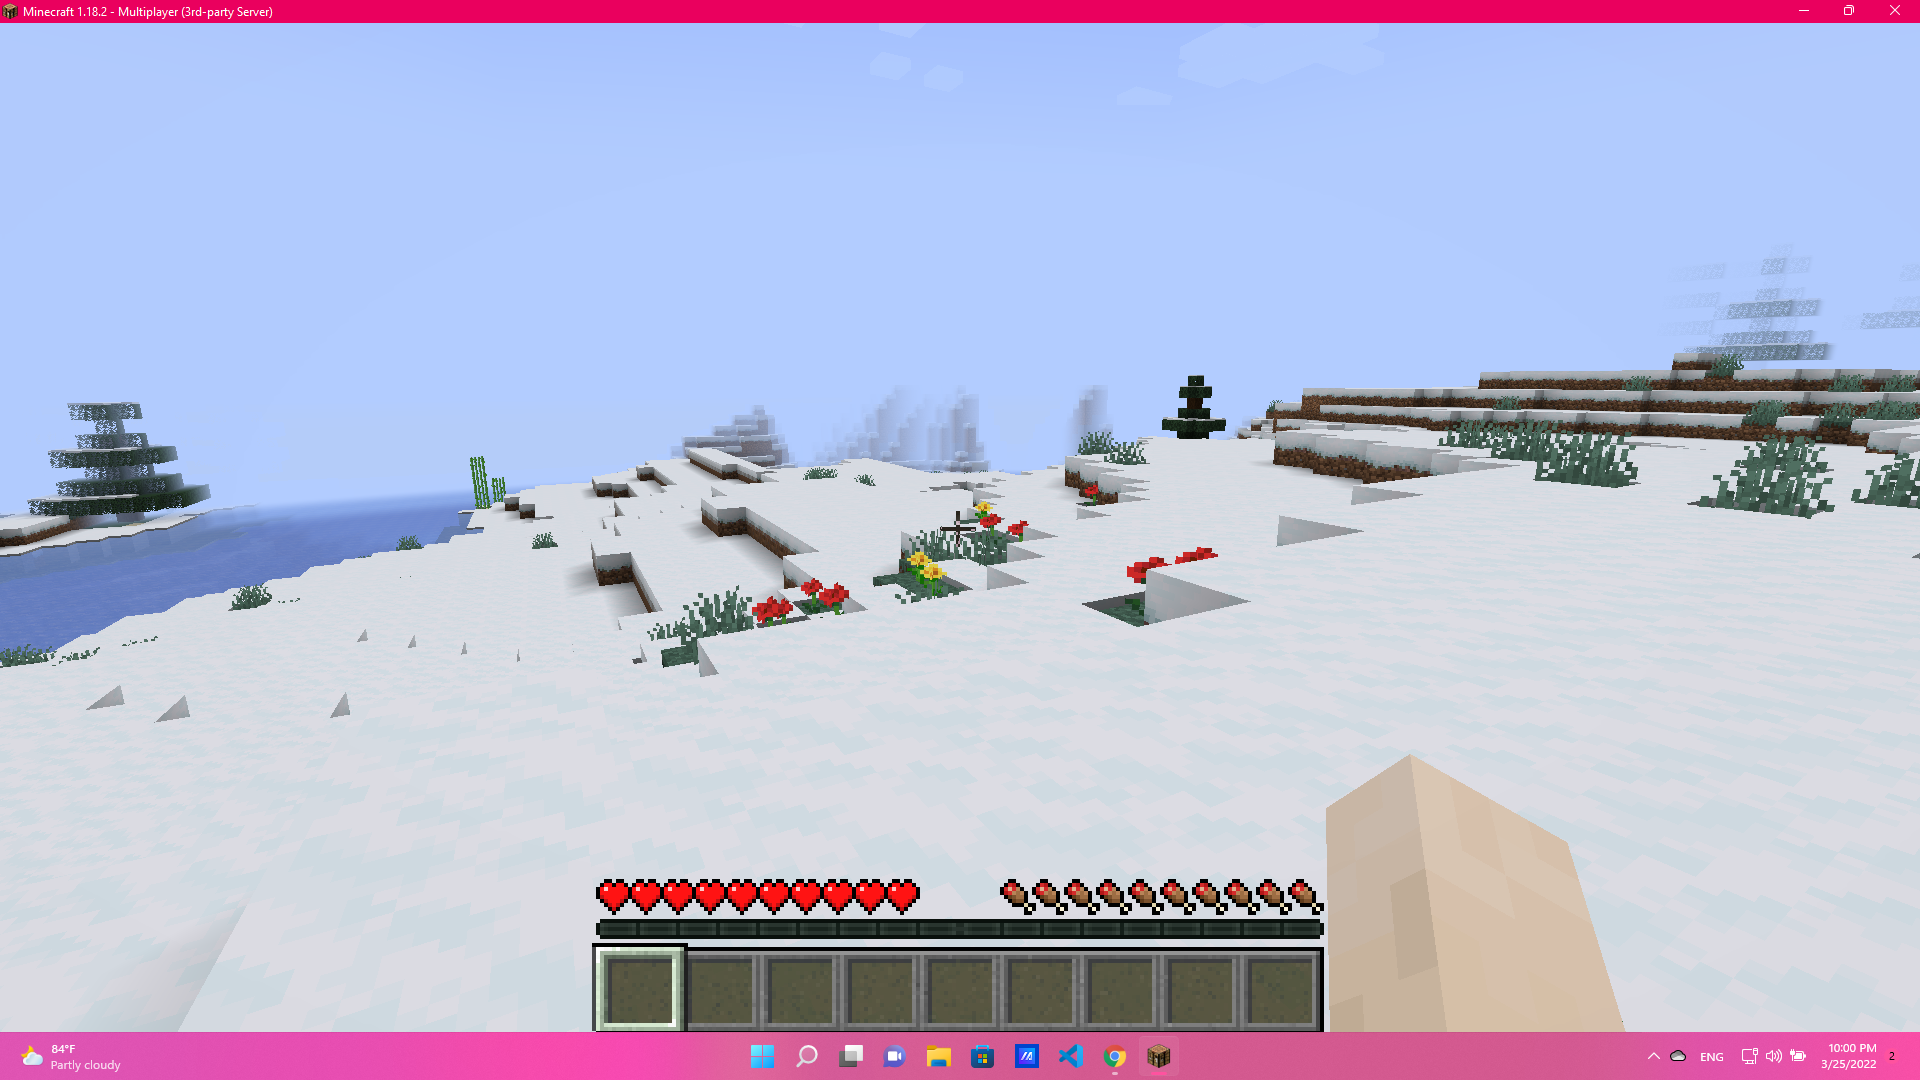 Minecraft 1.18.2 - Multiplayer (3rd-party Server)
84°F
Partly cloudy
ENG
10:00 PM
3/25/2022
2